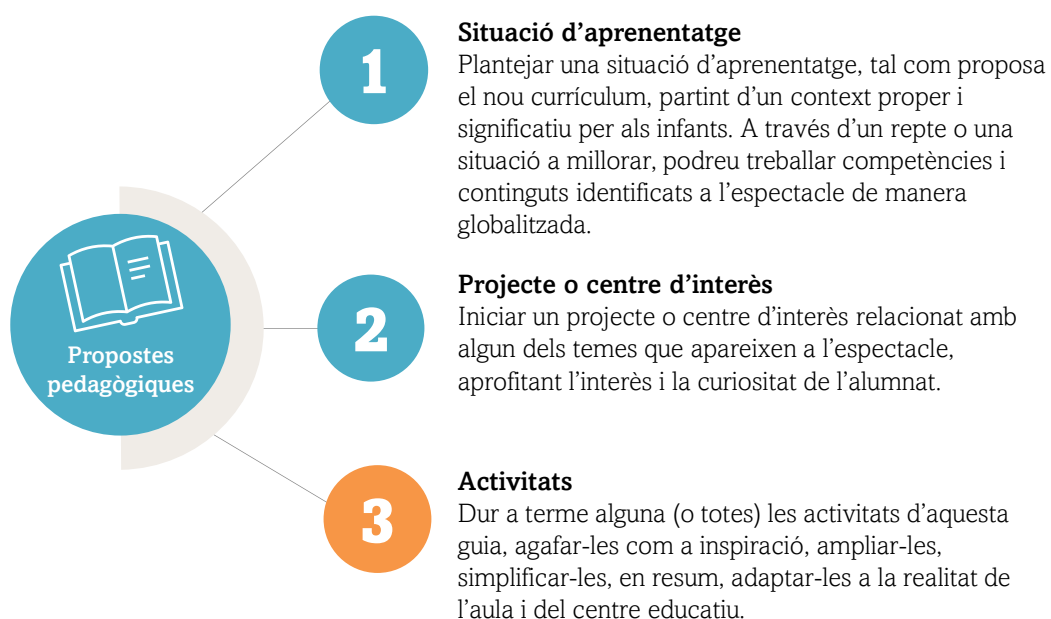 Propostes
pedagògiques
1
Situació d’aprenentatge
Plantejar una situació d’aprenentatge, tal com proposa
el nou currículum, partint d’un context proper i
significatiu per als infants. A través d’un repte o una
situació a millorar, podreu treballar competències i
continguts identificats a l’espectacle de manera
globalitzada.
2
Projecte o centre d’interès
Iniciar un projecte o centre d’interès relacionat amb
algun dels temes que apareixen a l’espectacle,
aprofitant l’interès i la curiositat de l’alumnat.
3
Activitats
Dur a terme alguna (o totes) les activitats d’aquesta
guia, agafar-les com a inspiració, ampliar-les,
simplificar-les, en resum, adaptar-les a la realitat de
l’aula i del centre educatiu.